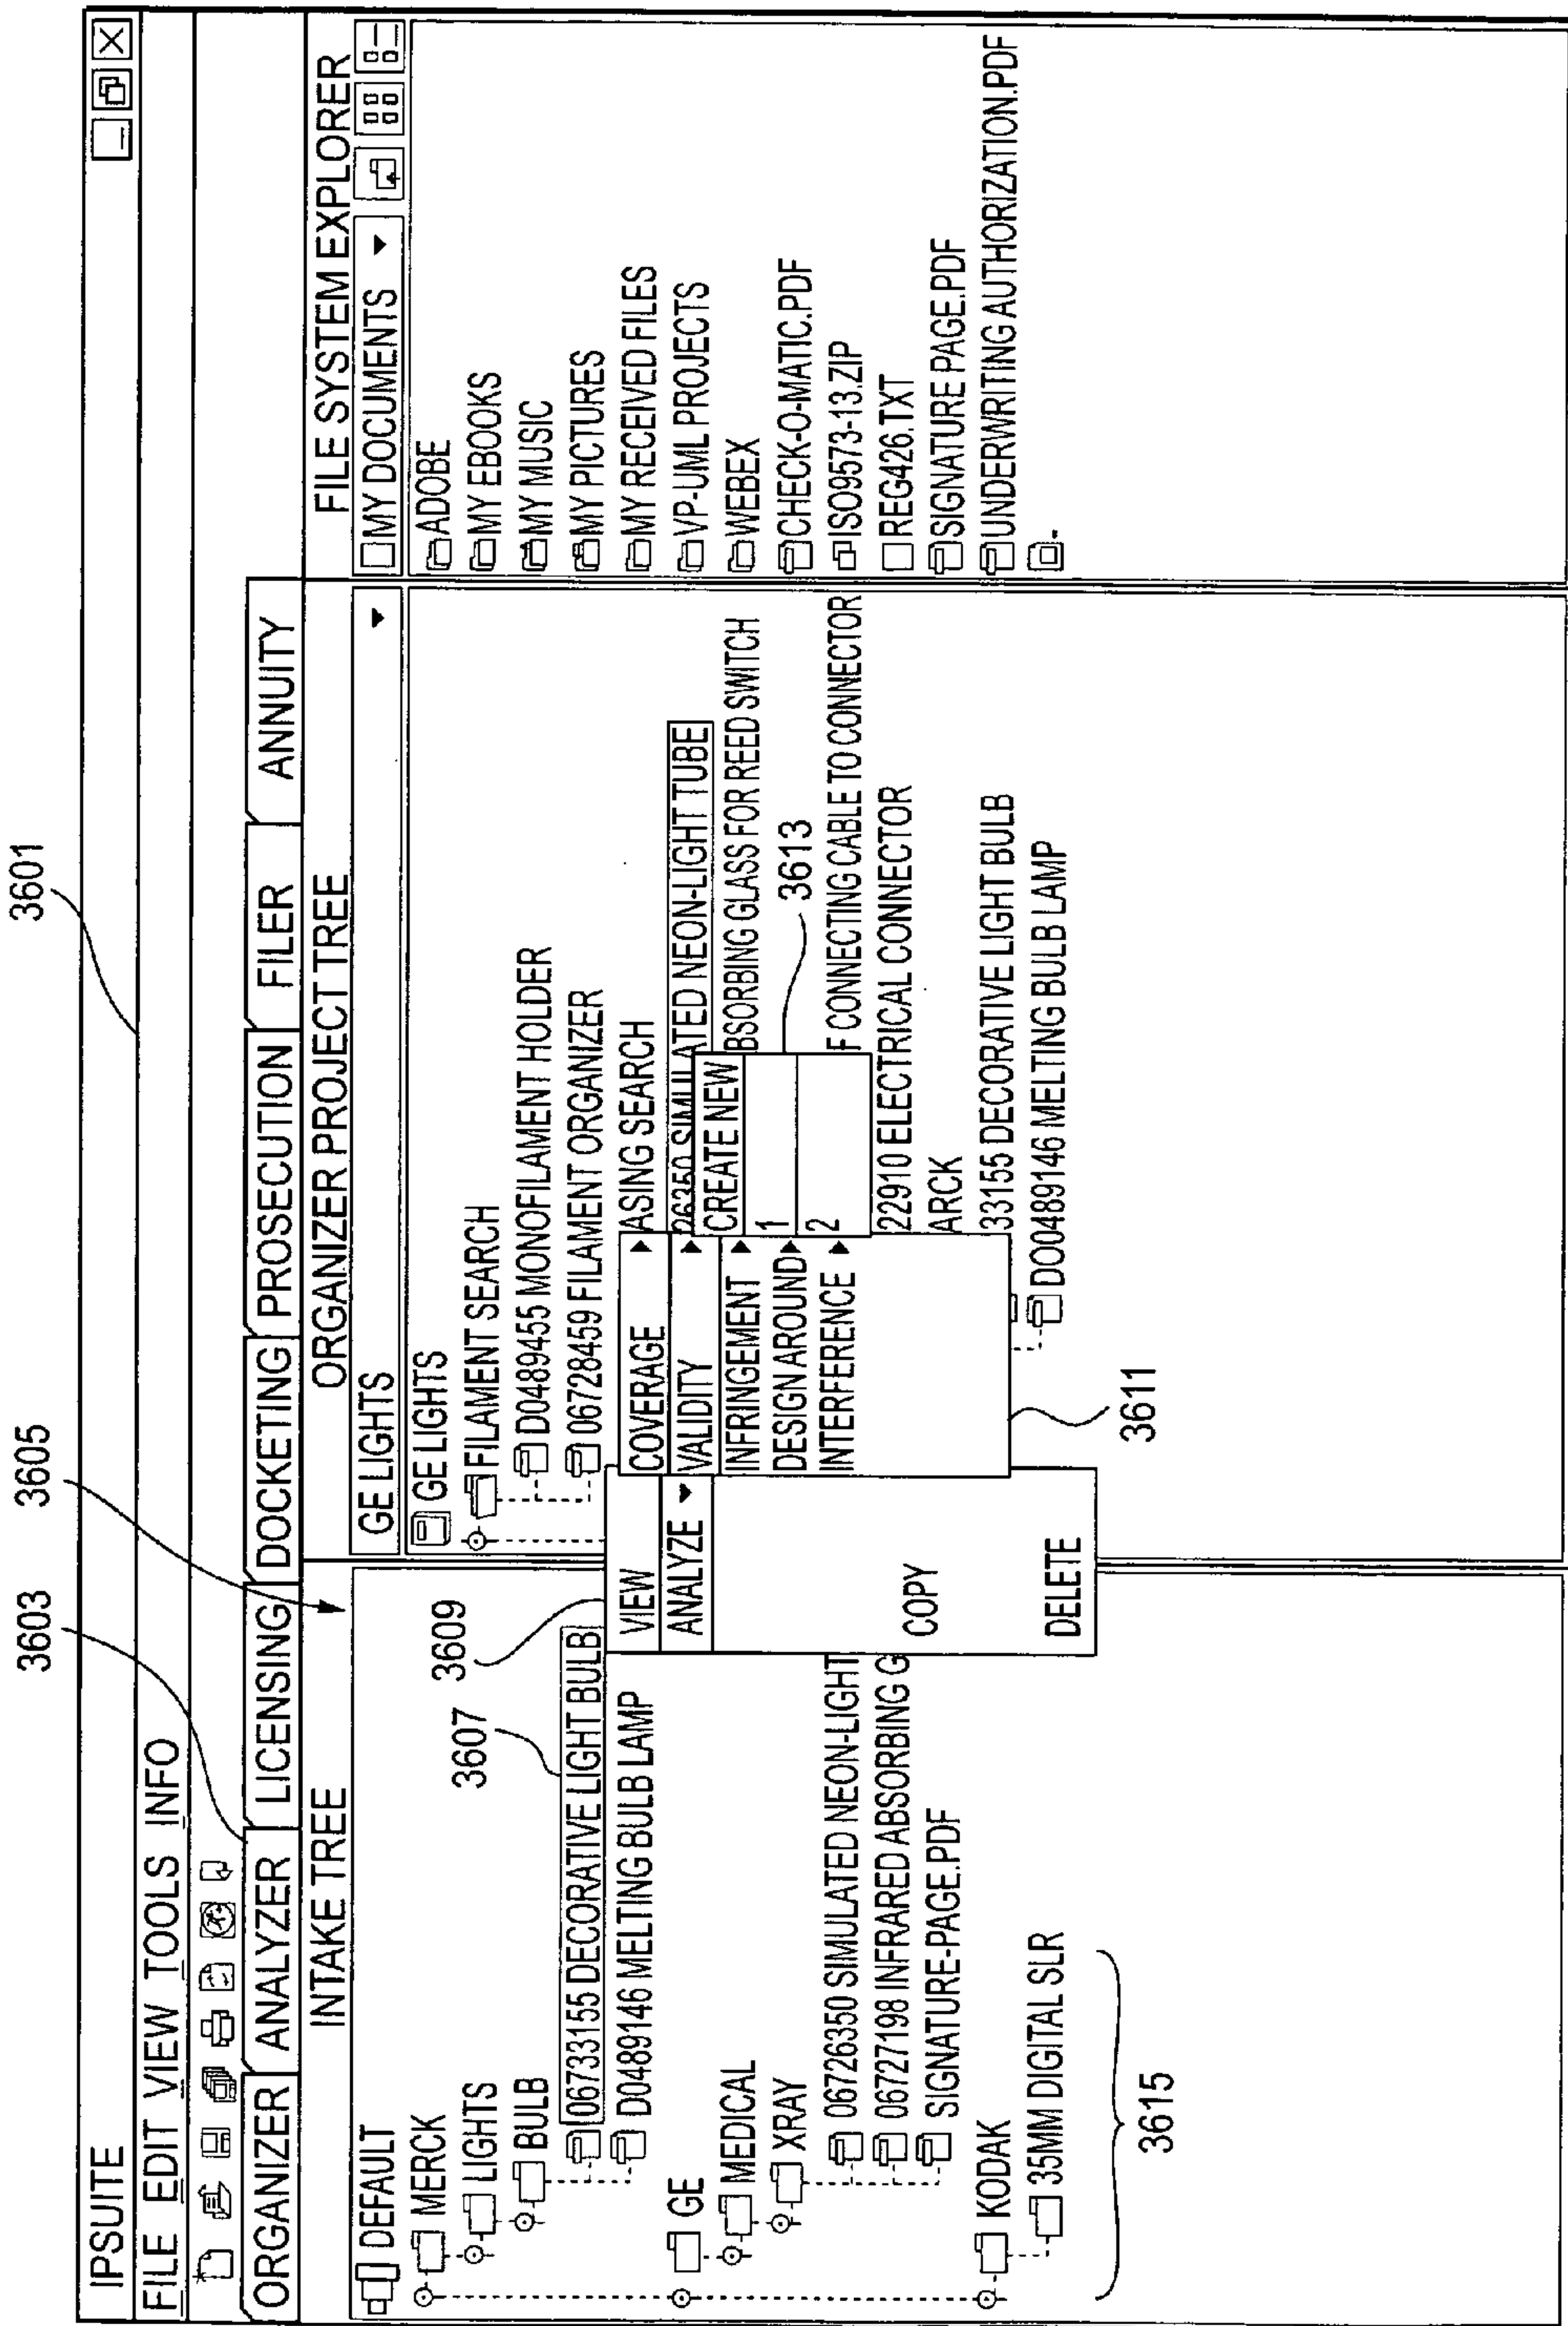 3601
3603
3605
IPSUITE
FILE EDIT VIEW TOOLS INFO
ORGANIZER ANALYZER LICENSING DOCKETING PROSECUTION FILER ANNUITY
INTAKE TREE
DEFAULT
MERCK
LIGHTS
BULB
06733155 DECORATIVE LIGHT BULB
D0489146 MELTING BULB LAMP
GE
MEDICAL
XRAY
06726350 SIMULATED NEON-LIGHT
06727198 INFRARED ABSORBING G
SIGNATURE-PAGE.PDF
KODAK
35MM DIGITAL SLR
3615
3607
3609
VIEW
ANALYZE
COPY
DELETE
ORGANIZER PROJECT TREE
GE LIGHTS
GE LIGHTS
FILAMENT SEARCH
D0489455 MONOFILAMENT HOLDER
06728459 FILAMENT ORGANIZER
ASING SEARCH
26350 SIMULATED NEON-LIGHT TUBE
BSORBING GLASS FOR REED SWITCH
F CONNECTING CABLE TO CONNECTOR
22910 ELECTRICAL CONNECTOR
ARCK
33155 DECORATIVE LIGHT BULB
DO0489146 MELTING BULB LAMP
COVERAGE
VALIDITY
INFRINGEMENT
DESIGN AROUND
INTERFERENCE
3611
CREATE NEW
1
2
3613
FILE SYSTEM EXPLORER
MY DOCUMENTS
ADOBE
MY EBOOKS
MY MUSIC
MY PICTURES
MY RECEIVED FILES
VP-UML PROJECTS
WEBEX
CHECK-O-MATIC.PDF
ISO9573-13.ZIP
REG426.TXT
SIGNATURE PAGE.PDF
UNDERWRITING AUTHORIZATION.PDF